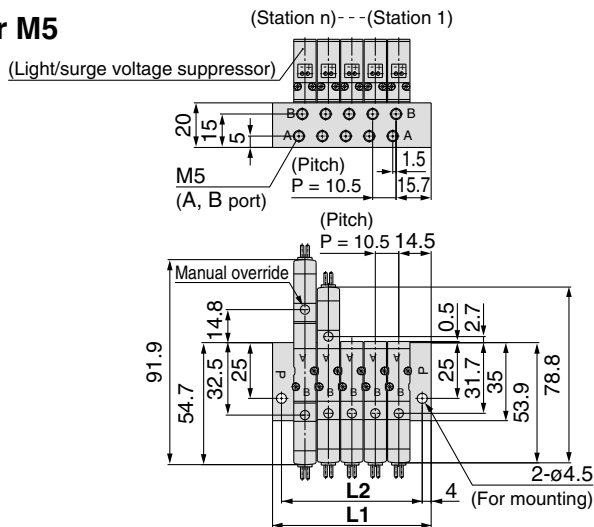 r M5
(Station n)---(Station 1)
(Light/surge voltage suppressor)
B B
A A
20
15
5
M5
(A, B port)
(Pitch)
P = 10.5
1.5
15.7
(Pitch)
P = 10.5
14.5
Manual override
91.9
54.7
14.8
32.5
25
0.5
2.7
25
31.7
35
53.9
78.8
P A A A A A P
B B B B B
2-ø4.5
(For mounting)
L2
4
L1